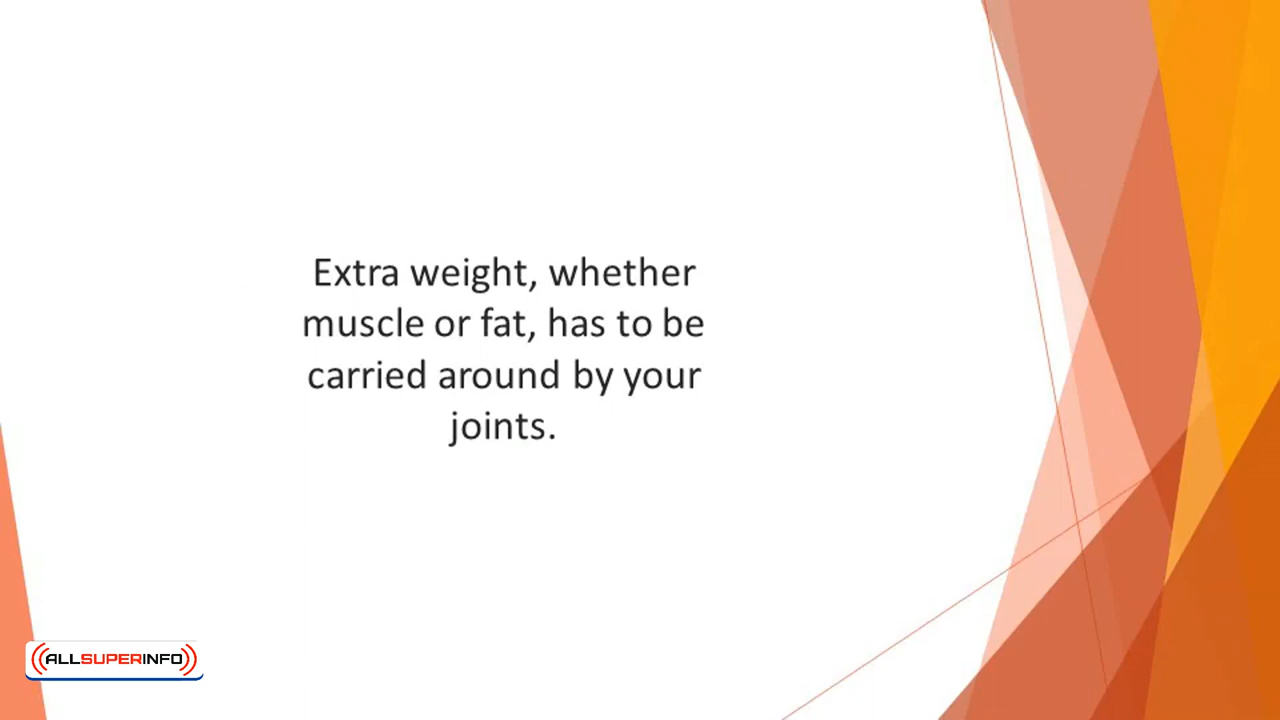 Extra weight, whether
muscle or fat, has to be
carried around by your
joints.
ALLSUPERINFO